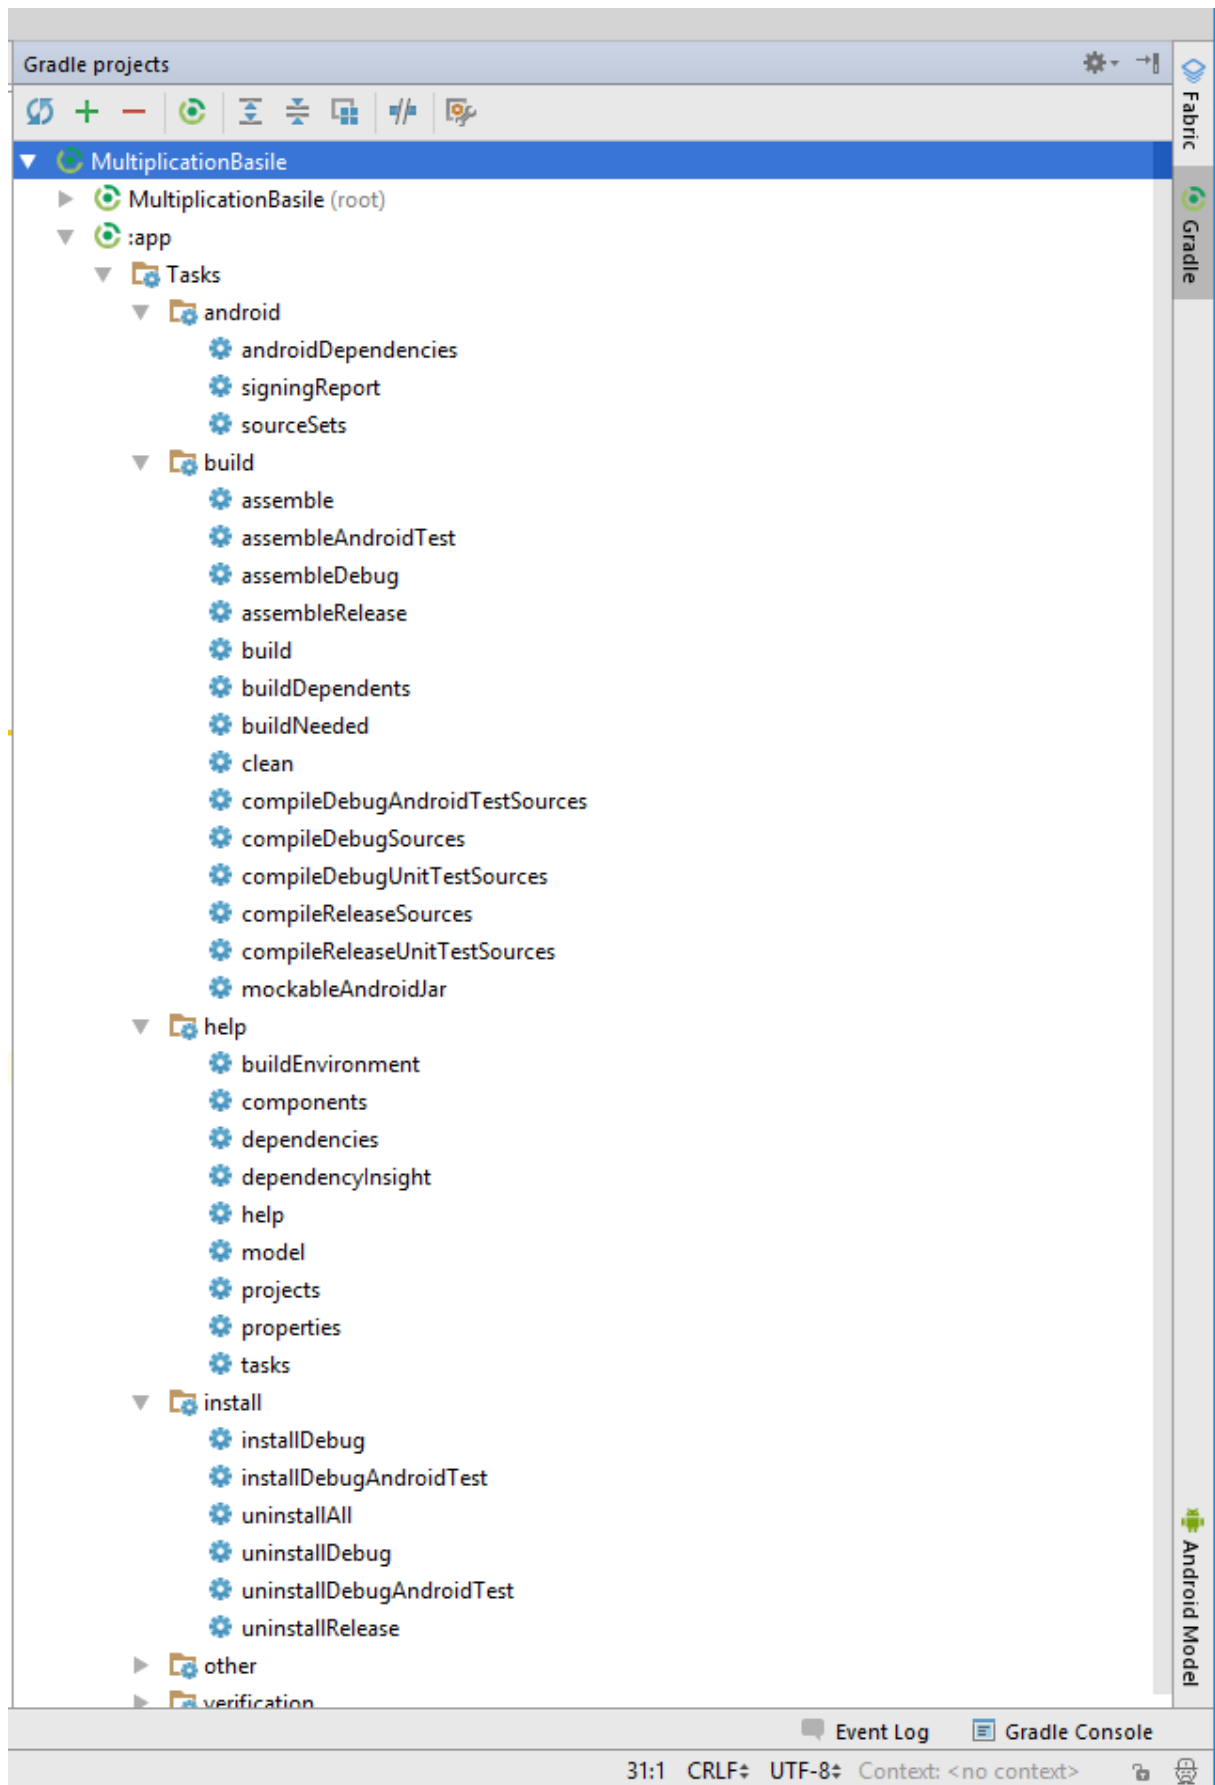 Gradle projects
MultiplicationBasile
MultiplicationBasile (root)
:app
Tasks
android
androidDependencies
signingReport
sourceSets
build
assemble
assembleAndroidTest
assembleDebug
assembleRelease
build
buildDependents
buildNeeded
clean
compileDebugAndroidTestSources
compileDebugSources
compileDebugUnitTestSources
compileReleaseSources
compileReleaseUnitTestSources
mockableAndroidJar
help
buildEnvironment
components
dependencies
dependencyInsight
help
model
projects
properties
tasks
install
installDebug
installDebugAndroidTest
uninstallAll
uninstallDebug
uninstallDebugAndroidTest
uninstallRelease
other
verification
Fabric
Gradle
Android Model
Event Log Gradle Console
31:1 CRLF UTF-8 Context: <no context>